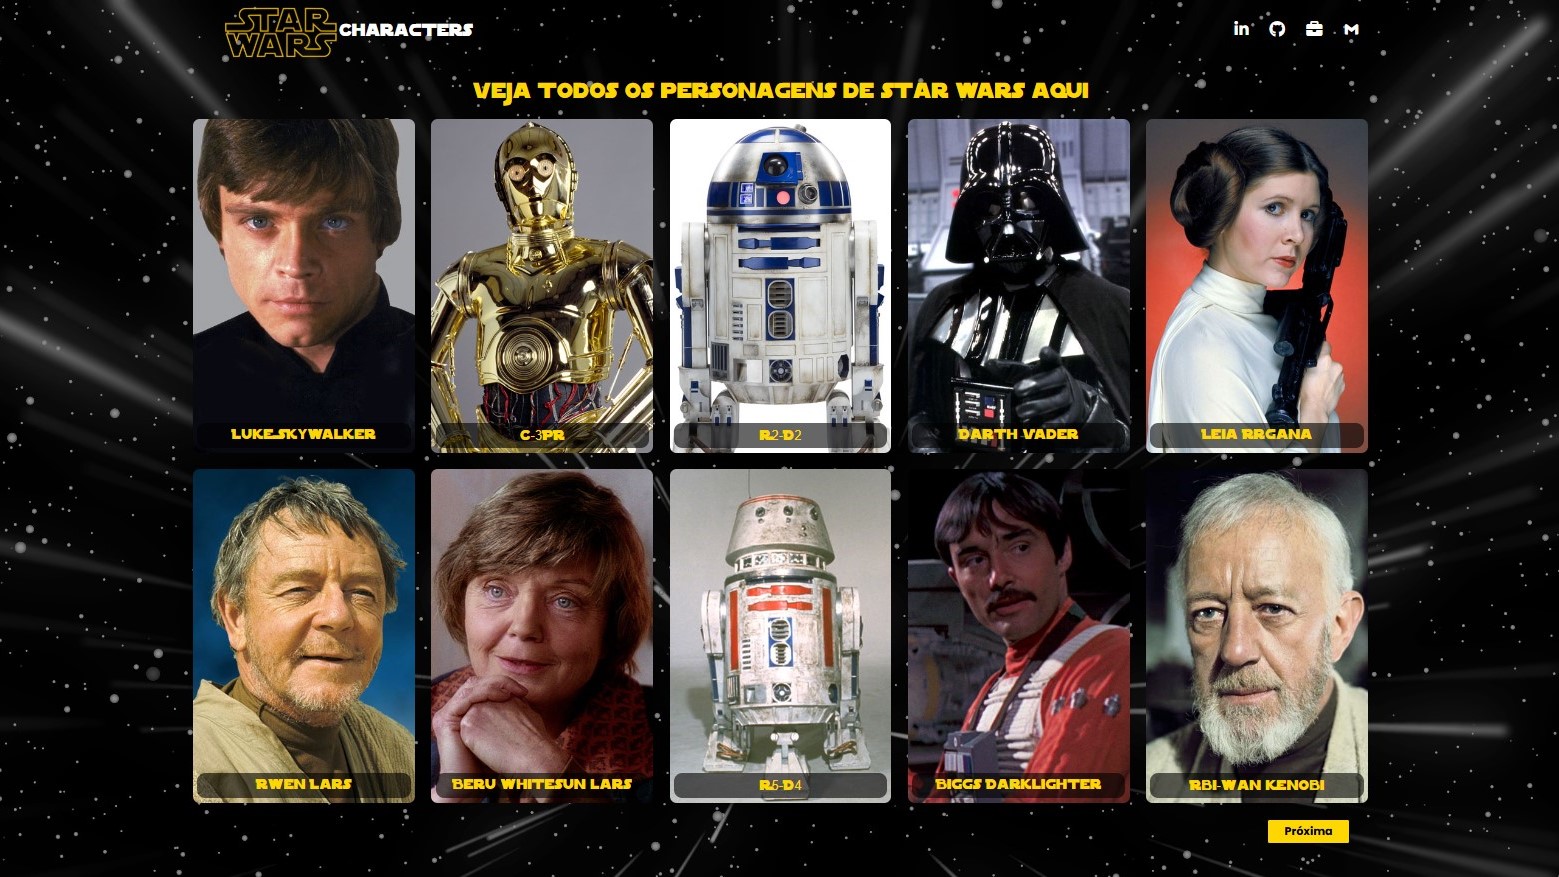 STAR WARS
CHARACTERS
in
VEJA TODOS OS PERSONAGENS DE STAR WARS AQUI
LUKE SKYWALKER
C-3PR
R2-D2
DARTH VADER
LEIA RRGANA
RWEN LARS
BERU WHITESUN LARS
R5-D4
BIGGS DARKLIGHTER
RBI-WAN KENOBI
Próxima